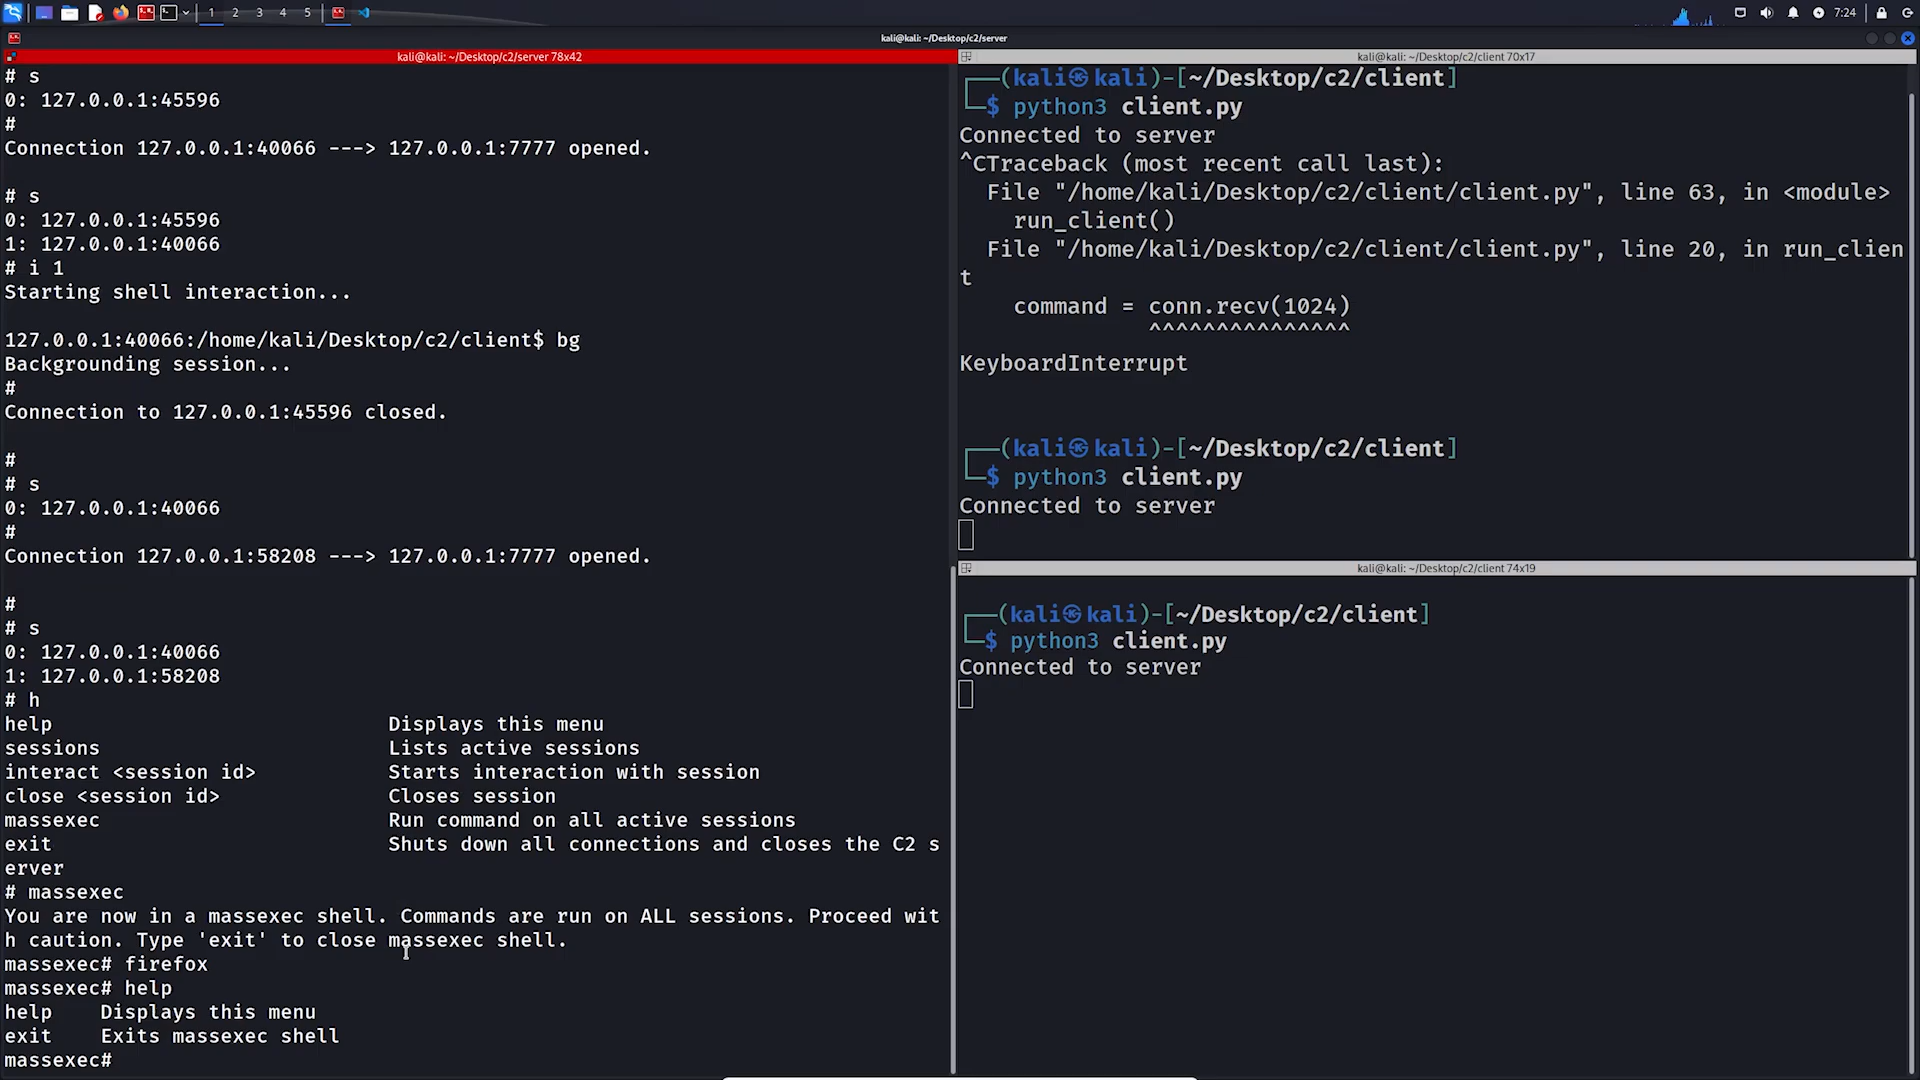 1 2 3 4 5
7:24
kali@kali: ~/Desktop/c2/server
kali@kali: ~/Desktop/c2/server 78x42
# s
0: 127.0.0.1:45596
#
Connection 127.0.0.1:40066 ---> 127.0.0.1:7777 opened.
# s
0: 127.0.0.1:45596
1: 127.0.0.1:40066
# i 1
Starting shell interaction...
127.0.0.1:40066:/home/kali/Desktop/c2/client$ bg
Backgrounding session...
#
Connection to 127.0.0.1:45596 closed.
#
# s
0: 127.0.0.1:40066
#
Connection 127.0.0.1:58208 ---> 127.0.0.1:7777 opened.
#
# s
0: 127.0.0.1:40066
1: 127.0.0.1:58208
# h
help Displays this menu
sessions Lists active sessions
interact <session id> Starts interaction with session
close <session id> Closes session
massexec Run command on all active sessions
exit Shuts down all connections and closes the C2 s
erver
# massexec
You are now in a massexec shell. Commands are run on ALL sessions. Proceed wit
h caution. Type 'exit' to close massexec shell.
massexec# firefox
massexec# help
help Displays this menu
exit Exits massexec shell
massexec#
kali@kali: ~/Desktop/c2/client 70x17
┌──(kali㉿kali)-[~/Desktop/c2/client]
└─$ python3 client.py
Connected to server
^CTraceback (most recent call last):
File "/home/kali/Desktop/c2/client/client.py", line 63, in <module>
run_client()
File "/home/kali/Desktop/c2/client/client.py", line 20, in run_clien
t
command = conn.recv(1024)
^^^^^^^^^^^^^^^
KeyboardInterrupt
┌──(kali㉿kali)-[~/Desktop/c2/client]
└─$ python3 client.py
Connected to server
kali@kali: ~/Desktop/c2/client 74x19
┌──(kali㉿kali)-[~/Desktop/c2/client]
└─$ python3 client.py
Connected to server